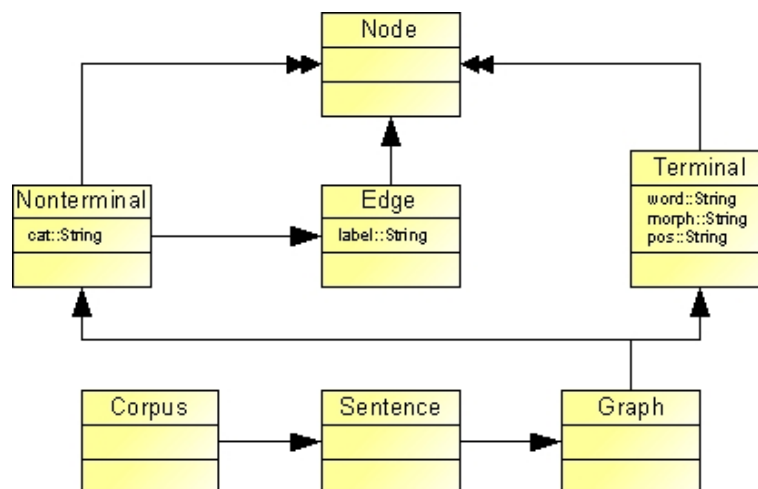 Node
Nonterminal
cat::String
Edge
label::String
Terminal
word::String
morph::String
pos::String
Corpus
Sentence
Graph